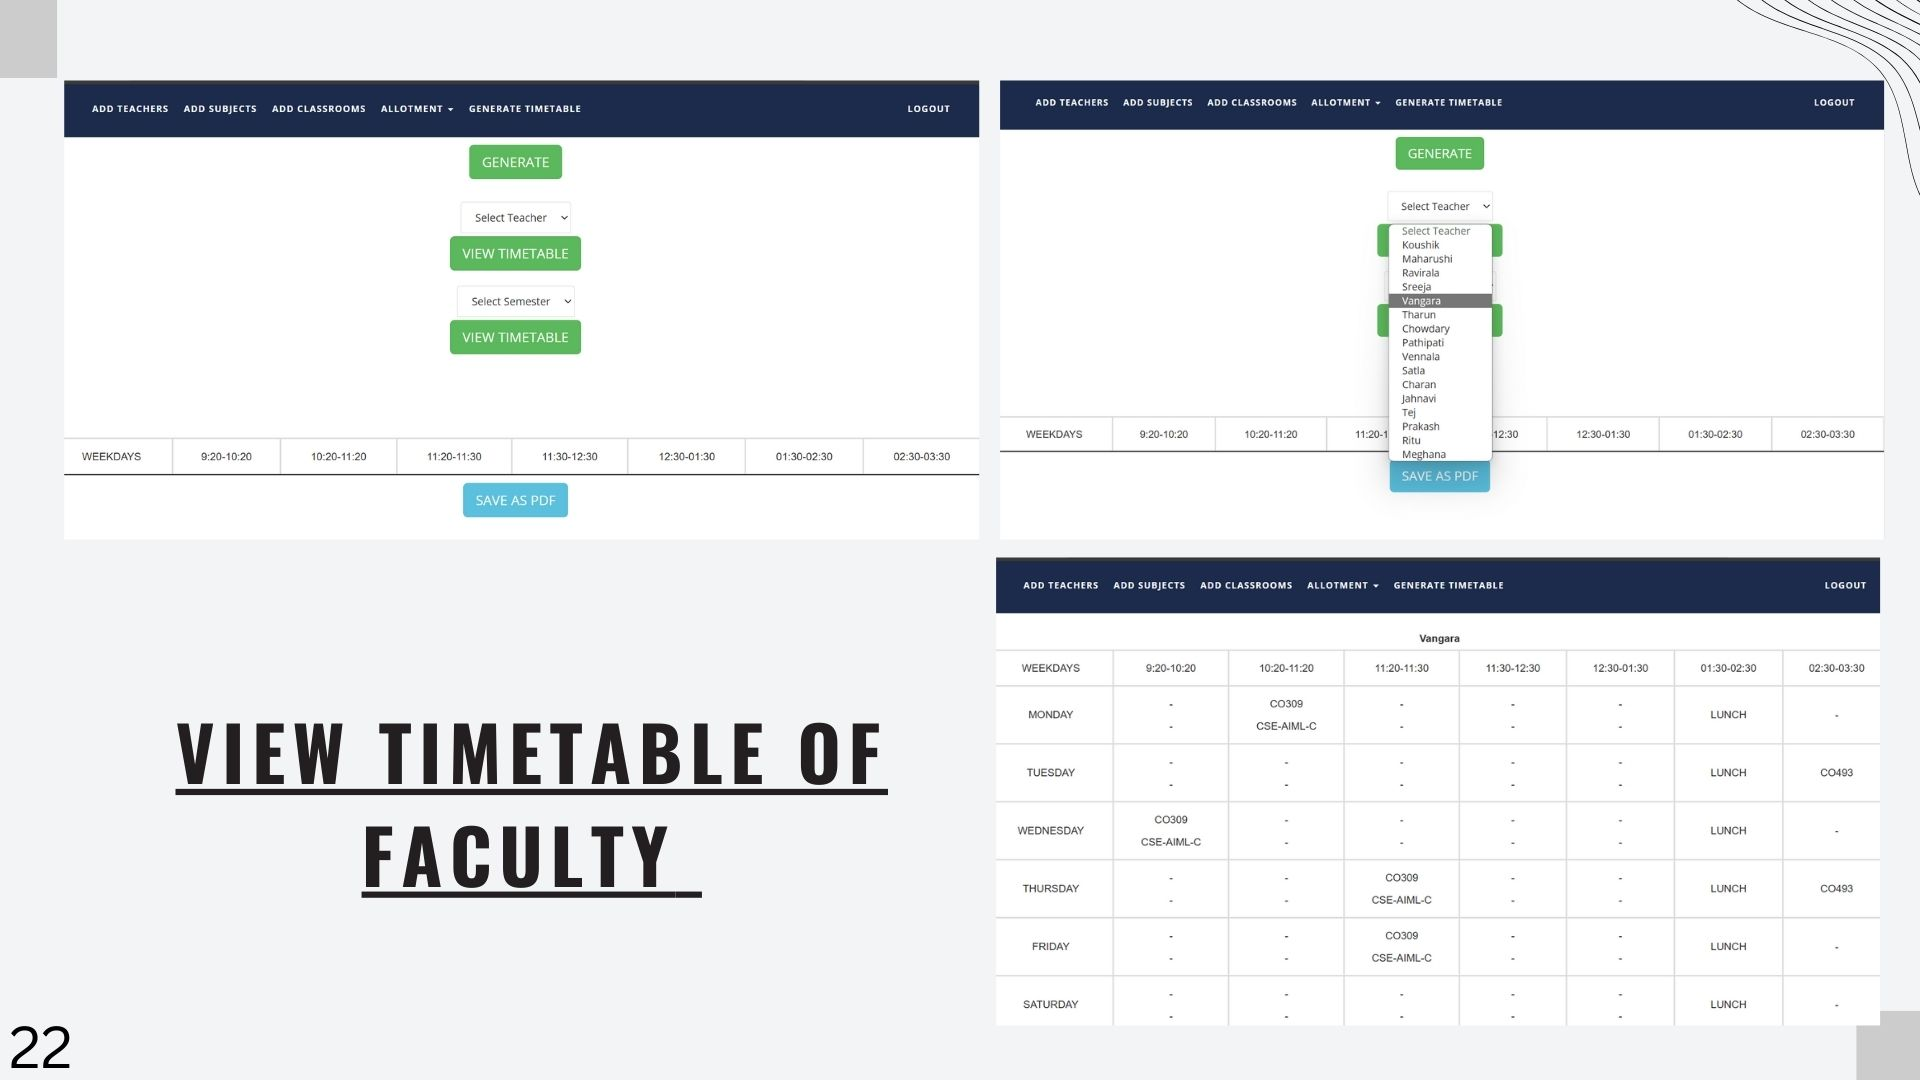 ADD TEACHERS ADD SUBJECTS ADD CLASSROOMS ALLOTMENT GENERATE TIMETABLE LOGOUT
GENERATE
Select Teacher
VIEW TIMETABLE
Select Semester
VIEW TIMETABLE
WEEKDAYS 9:20-10:20 10:20-11:20 11:20-11:30 11:30-12:30 12:30-01:30 01:30-02:30 02:30-03:30
SAVE AS PDF
ADD TEACHERS ADD SUBJECTS ADD CLASSROOMS ALLOTMENT GENERATE TIMETABLE LOGOUT
GENERATE
Select Teacher
Select Teacher
Koushik
Maharushi
Ravirala
Sreeja
Vangara
Tharun
Chowdary
Pathipati
Vennala
Satla
Charan
Jahnavi
Tej
Prakash
Ritu
Meghana
WEEKDAYS 9:20-10:20 10:20-11:20 11:20-1 12:30 12:30-01:30 01:30-02:30 02:30-03:30
SAVE AS PDF
VIEW TIMETABLE OF
FACULTY
ADD TEACHERS ADD SUBJECTS ADD CLASSROOMS ALLOTMENT GENERATE TIMETABLE LOGOUT
Vangara
WEEKDAYS 9:20-10:20 10:20-11:20 11:20-11:30 11:30-12:30 12:30-01:30 01:30-02:30 02:30-03:30
- CO309 - - -
MONDAY LUNCH -
- CSE-AIML-C - - -
- - - - -
TUESDAY LUNCH CO493
- - - - -
CO309 - - - -
WEDNESDAY LUNCH -
CSE-AIML-C - - - -
- - CO309 - -
THURSDAY LUNCH CO493
- - CSE-AIML-C - -
- - CO309 - -
FRIDAY LUNCH -
- - CSE-AIML-C - -
- - - - -
SATURDAY LUNCH -
- - - - -
22